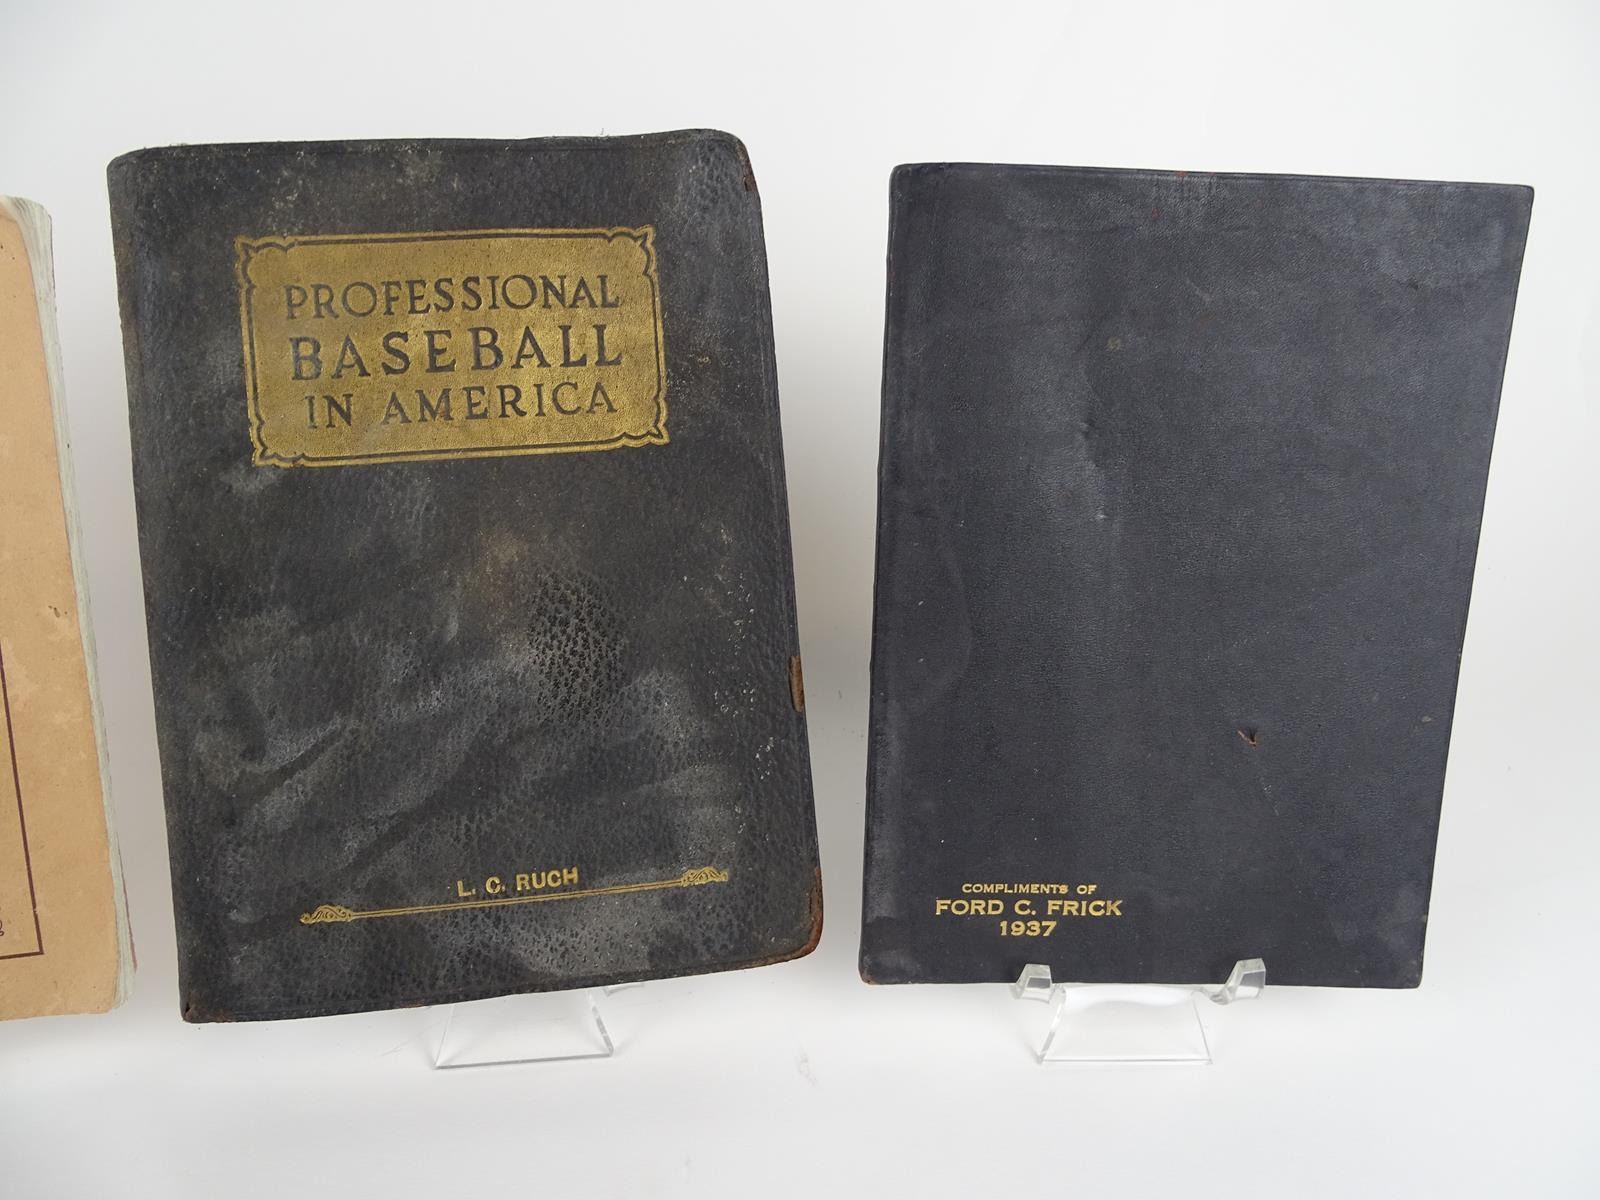 PROFESSIONAL
BASEBALL
IN AMERICA
L. C. RUCH
COMPLIMENTS OF
FORD C. FRICK
1937